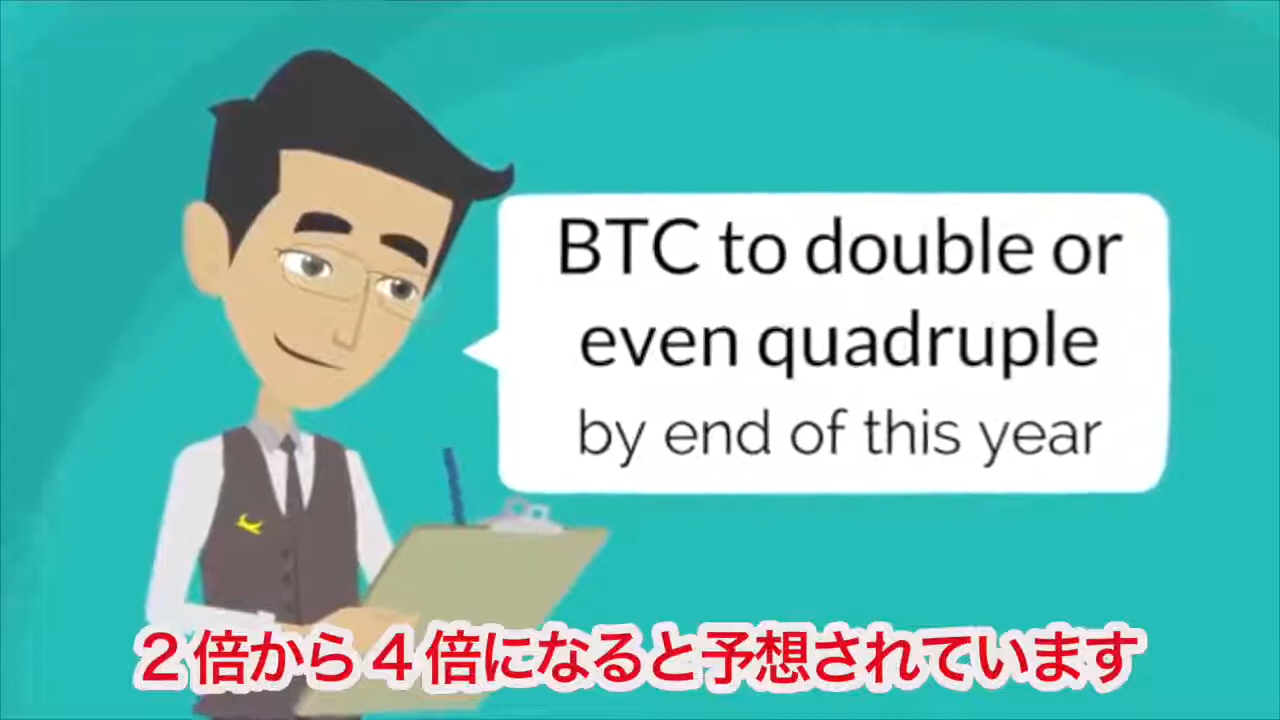 BTC to double or
even quadruple
by end of this year
２倍から４倍になると予想されています